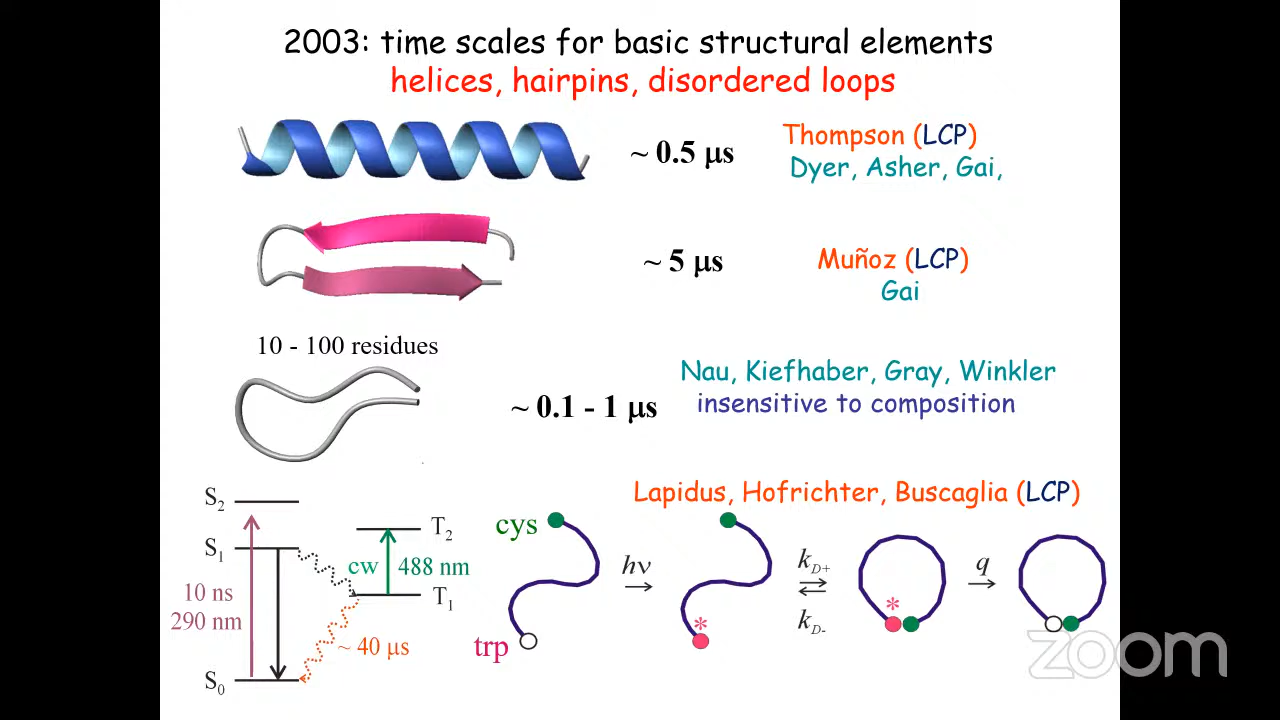 2003: time scales for basic structural elements
helices, hairpins, disordered loops
~ 0.5 μs
Thompson (LCP)
Dyer, Asher, Gai,
~ 5 μs
Muñoz (LCP)
Gai
10 - 100 residues
~ 0.1 - 1 μs
Nau, Kiefhaber, Gray, Winkler
insensitive to composition
Lapidus, Hofrichter, Buscaglia (LCP)
S2
S1
S0
T2
T1
10 ns
290 nm
cw
488 nm
~ 40 μs
cys
trp
hν
*
kD+
kD-
*
q
zoom